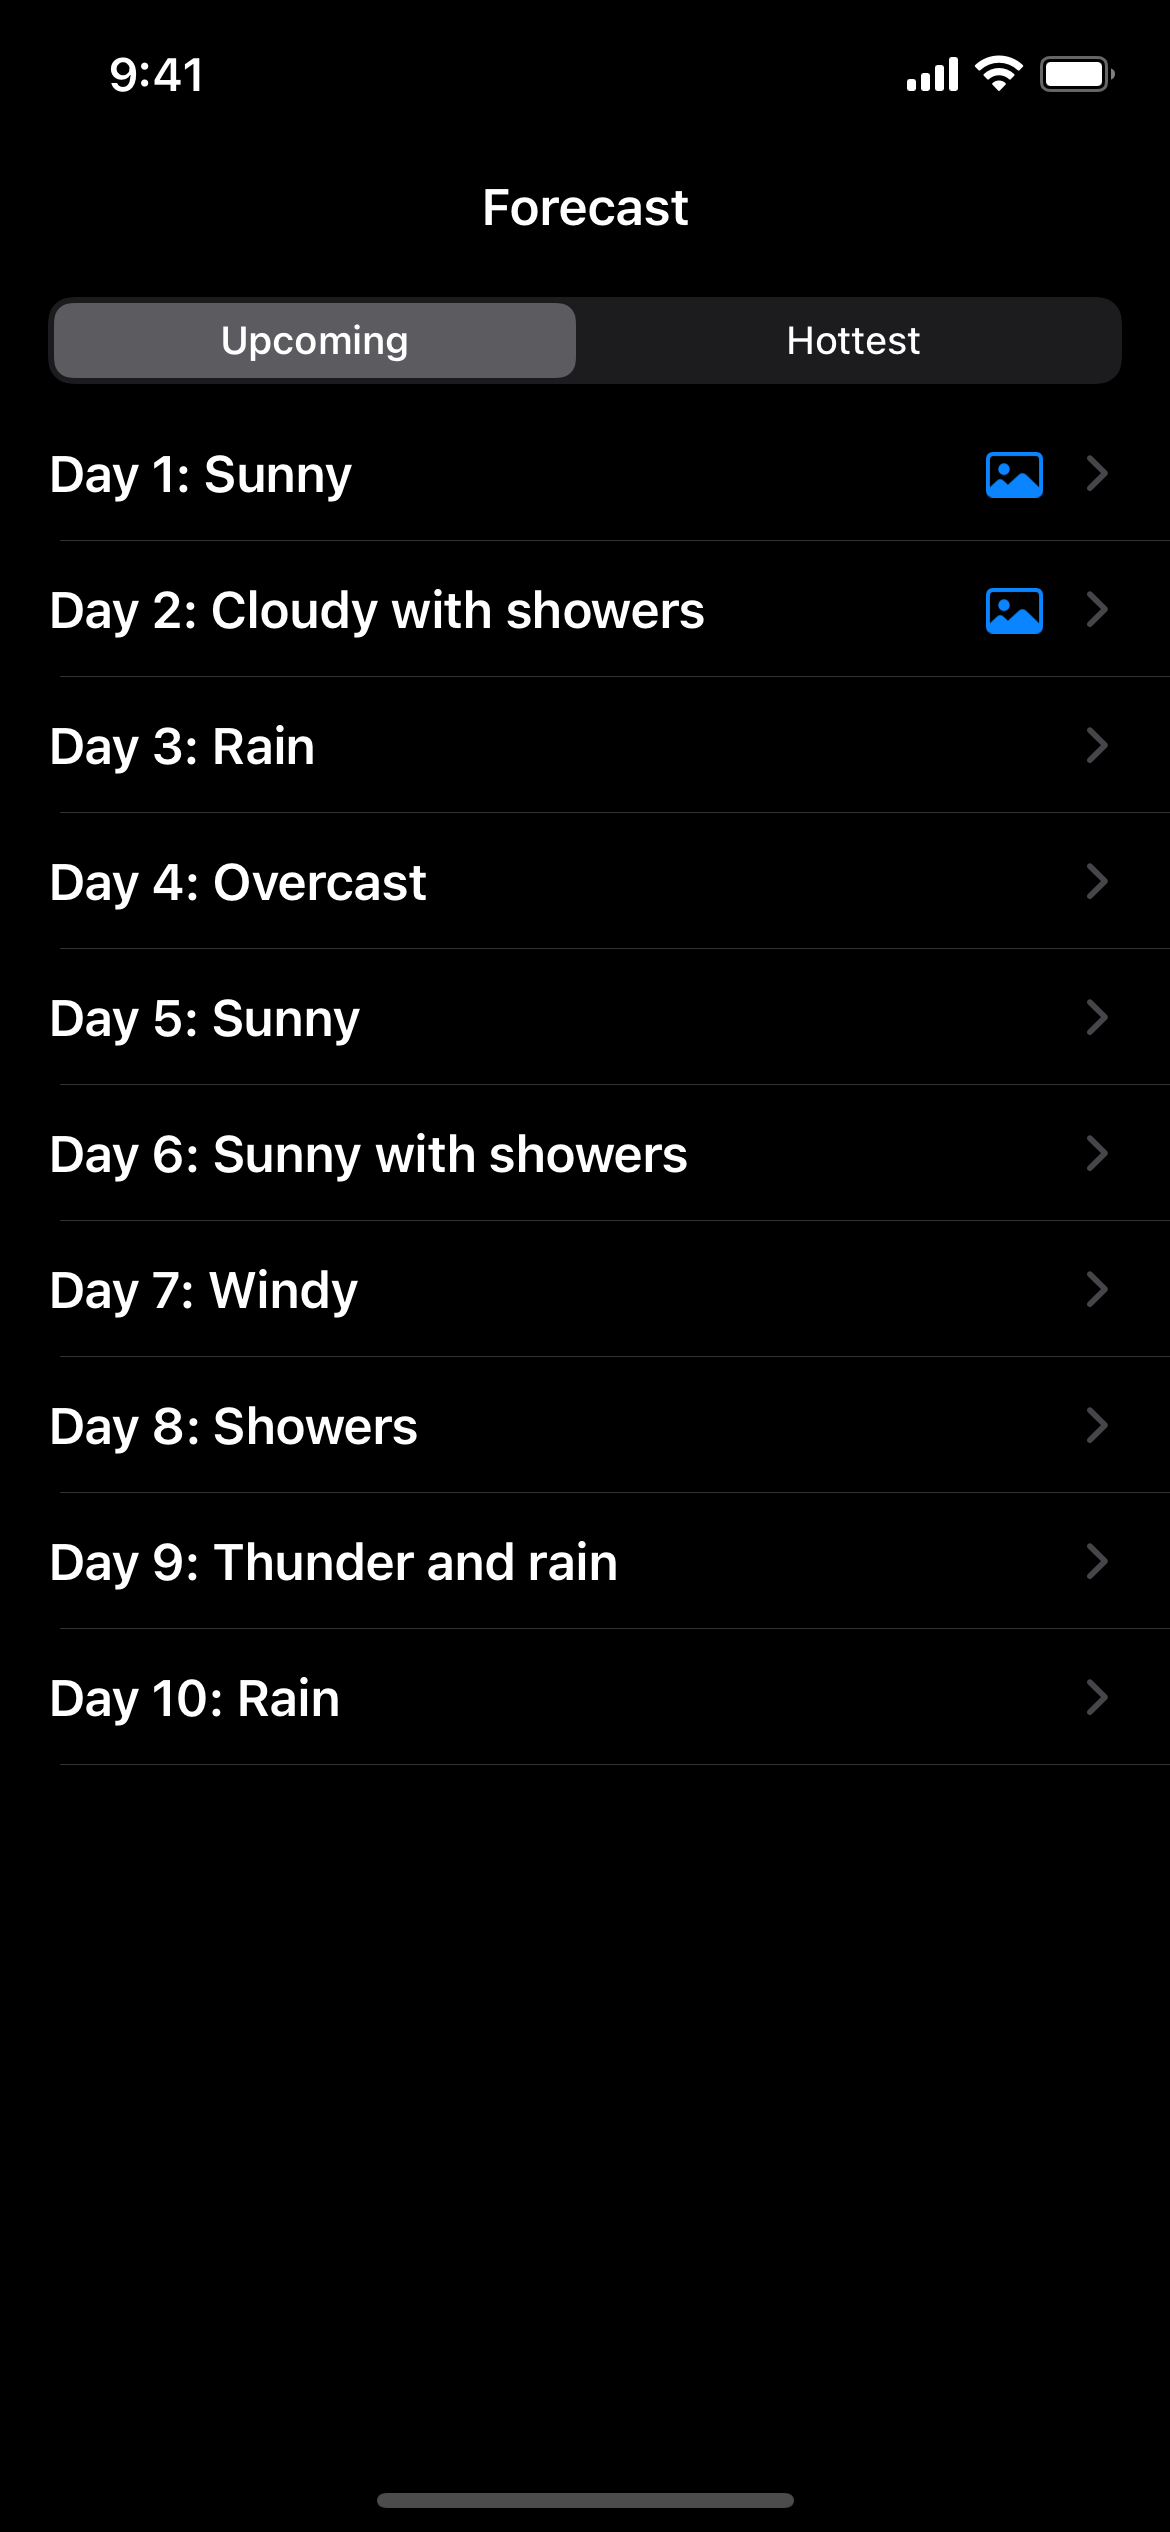 9:41
Forecast
Upcoming
Hottest
Day 1: Sunny
Day 2: Cloudy with showers
Day 3: Rain
Day 4: Overcast
Day 5: Sunny
Day 6: Sunny with showers
Day 7: Windy
Day 8: Showers
Day 9: Thunder and rain
Day 10: Rain